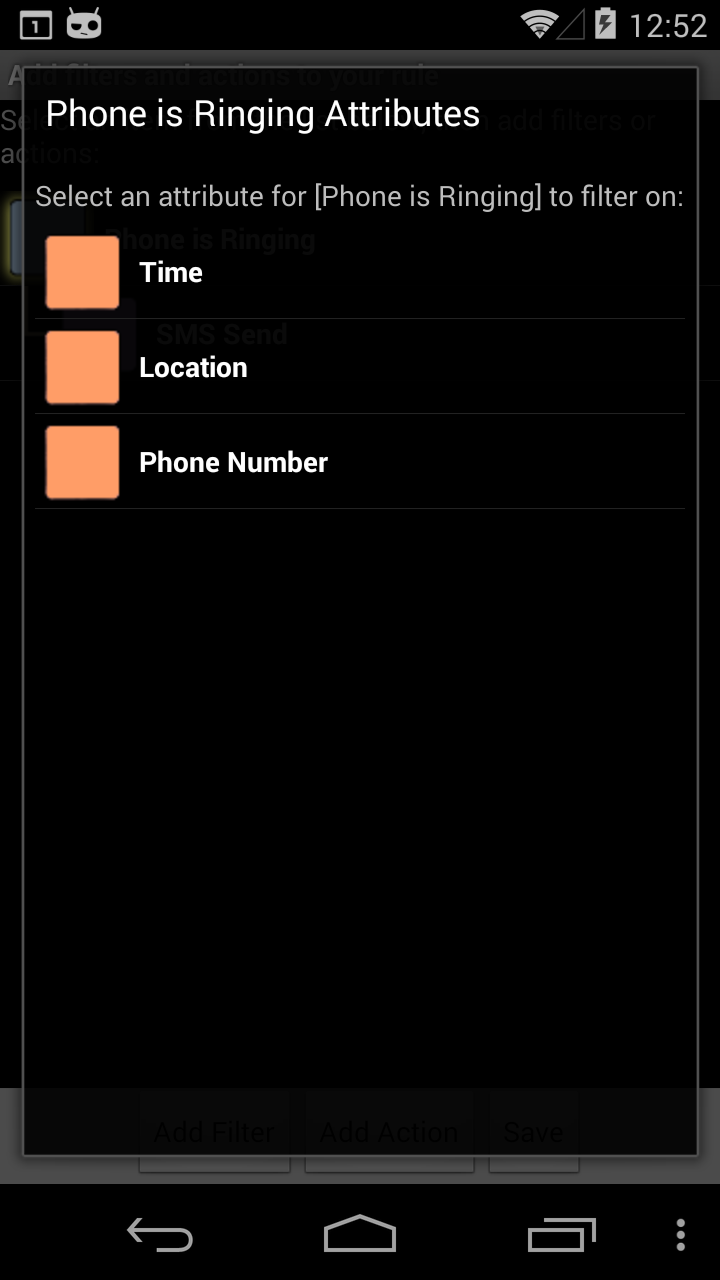 1
12:52
Add filters and actions to your rule
Phone is Ringing Attributes
add filters or
actions:
Select an attribute for [Phone is Ringing] to filter on:
Phone is Ringing
Time
SMS Send
Location
Phone Number
Add Filter
Add Action
Save